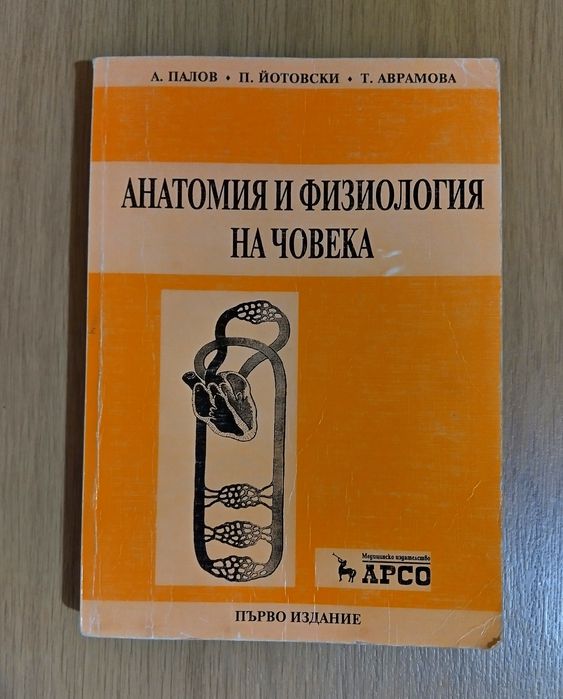 А. ПАЛОВ • П. ЙОТОВСКИ • Т. АВРАМОВА
АНАТОМИЯ И ФИЗИОЛОГИЯ
НА ЧОВЕКА
Медицинско издателство
АРСО
ПЪРВО ИЗДАНИЕ